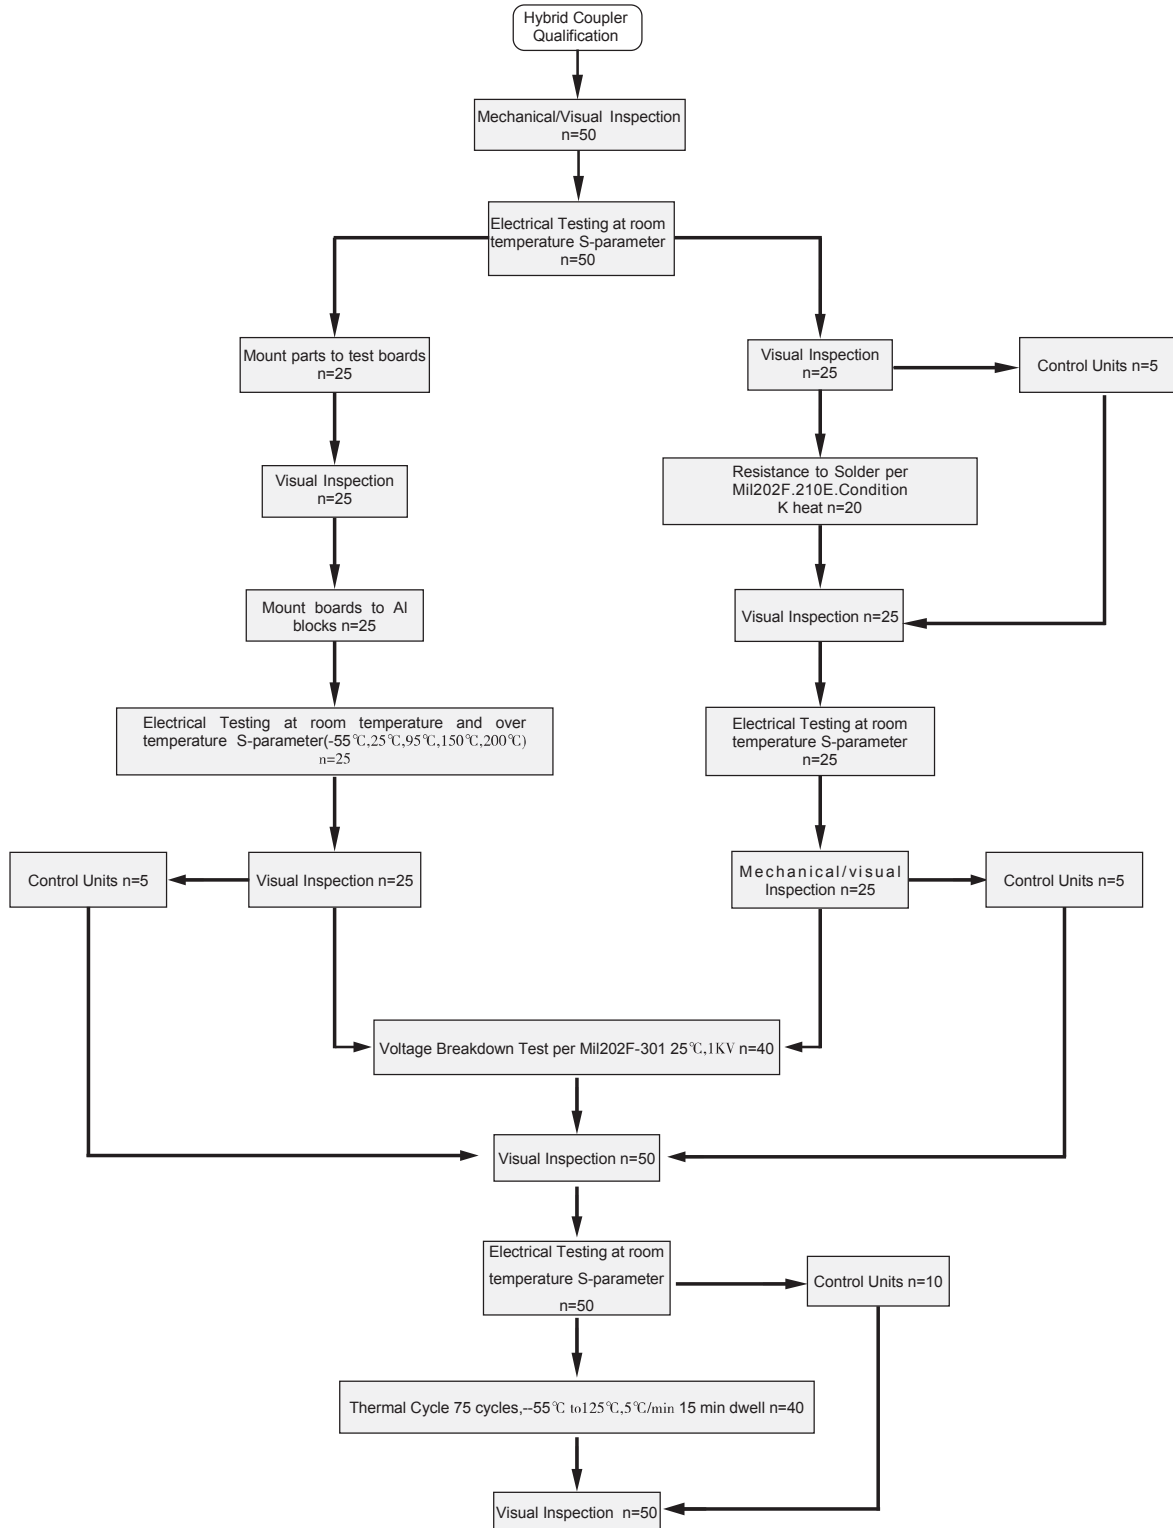 Hybrid Coupler
Qualification
Mechanical/Visual Inspection
n=50
Electrical Testing at room
temperature S-parameter
n=50
Mount parts to test boards
n=25
Visual Inspection
n=25
Control Units n=5
Visual Inspection
n=25
Resistance to Solder per
Mil202F.210E.Condition
K heat n=20
Mount boards to Al
blocks n=25
Visual Inspection n=25
Electrical Testing at room temperature and over
temperature S-parameter(-55℃,25℃,95℃,150℃,200℃)
n=25
Electrical Testing at room
temperature S-parameter
n=25
Control Units n=5
Visual Inspection n=25
Mechanical/visual
Inspection n=25
Control Units n=5
Voltage Breakdown Test per Mil202F-301 25℃,1KV n=40
Visual Inspection n=50
Electrical Testing at room
temperature S-parameter
n=50
Control Units n=10
Thermal Cycle 75 cycles,--55℃ to125℃,5℃/min 15 min dwell n=40
Visual Inspection n=50